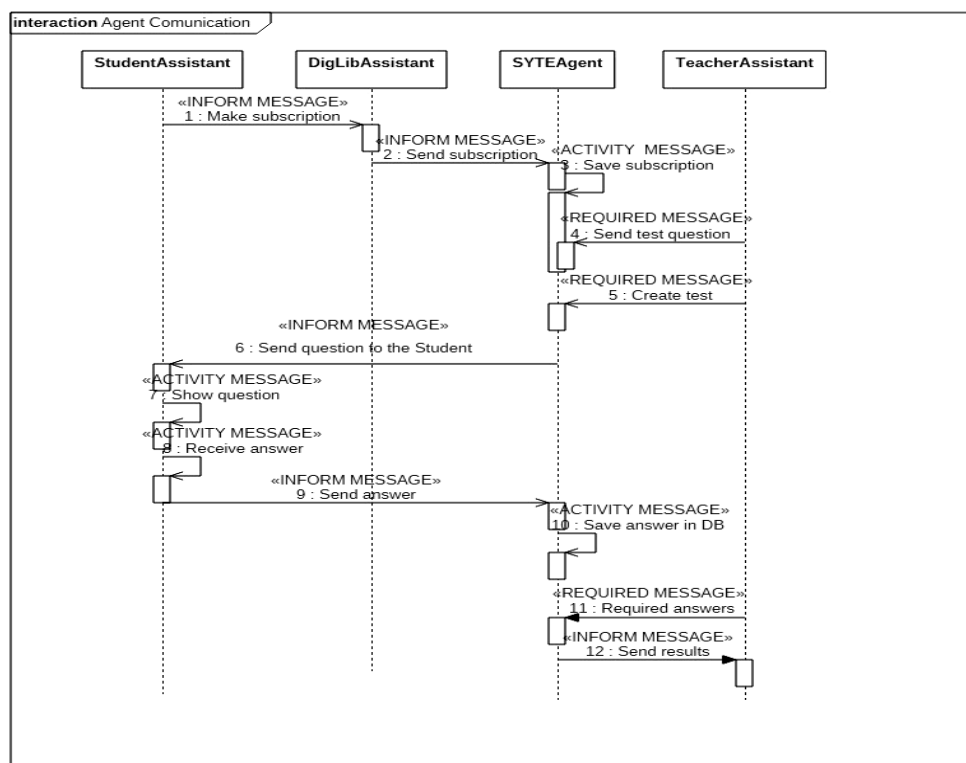 interaction Agent Comunication
StudentAssistant
DigLibAssistant
SYTEAgent
TeacherAssistant
«INFORM MESSAGE»
1 : Make subscription
«INFORM MESSAGE»
2 : Send subscription
«ACTIVITY MESSAGE»
3 : Save subscription
«REQUIRED MESSAGE»
4 : Send test question
«REQUIRED MESSAGE»
5 : Create test
«INFORM MESSAGE»
6 : Send question to the Student
«ACTIVITY MESSAGE»
7 : Show question
«ACTIVITY MESSAGE»
8 : Receive answer
«INFORM MESSAGE»
9 : Send answer
«ACTIVITY MESSAGE»
10 : Save answer in DB
«REQUIRED MESSAGE»
11 : Required answers
«INFORM MESSAGE»
12 : Send results